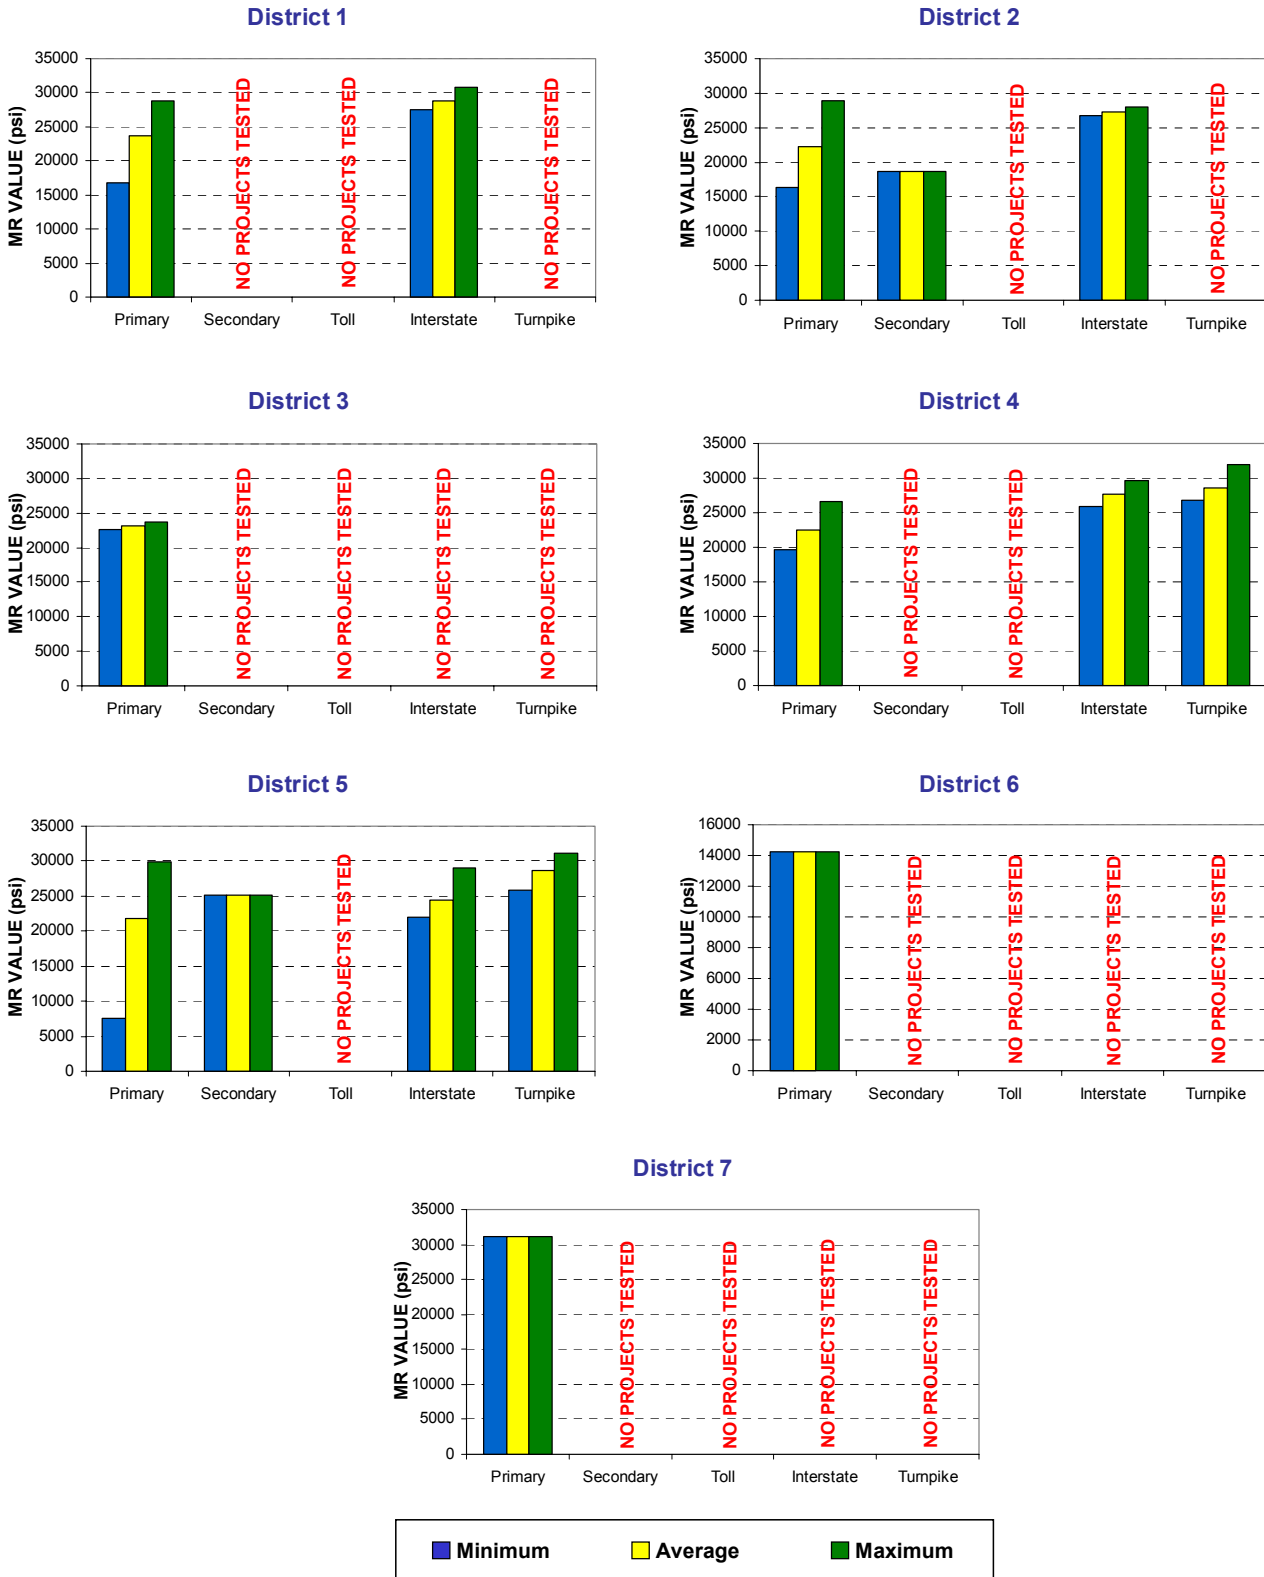 District 1
MR VALUE (psi)
35000
30000
25000
20000
15000
10000
5000
0
NO PROJECTS TESTED
NO PROJECTS TESTED
NO PROJECTS TESTED
Primary Secondary Toll Interstate Turnpike
District 2
MR VALUE (psi)
35000
30000
25000
20000
15000
10000
5000
0
NO PROJECTS TESTED
NO PROJECTS TESTED
Primary Secondary Toll Interstate Turnpike
District 3
MR VALUE (psi)
35000
30000
25000
20000
15000
10000
5000
0
NO PROJECTS TESTED
NO PROJECTS TESTED
NO PROJECTS TESTED
NO PROJECTS TESTED
Primary Secondary Toll Interstate Turnpike
District 4
MR VALUE (psi)
35000
30000
25000
20000
15000
10000
5000
0
NO PROJECTS TESTED
NO PROJECTS TESTED
Primary Secondary Toll Interstate Turnpike
District 5
MR VALUE (psi)
35000
30000
25000
20000
15000
10000
5000
0
NO PROJECTS TESTED
Primary Secondary Toll Interstate Turnpike
District 6
MR VALUE (psi)
16000
14000
12000
10000
8000
6000
4000
2000
0
NO PROJECTS TESTED
NO PROJECTS TESTED
NO PROJECTS TESTED
NO PROJECTS TESTED
Primary Secondary Toll Interstate Turnpike
District 7
MR VALUE (psi)
35000
30000
25000
20000
15000
10000
5000
0
NO PROJECTS TESTED
NO PROJECTS TESTED
NO PROJECTS TESTED
NO PROJECTS TESTED
Primary Secondary Toll Interstate Turnpike
Minimum Average Maximum